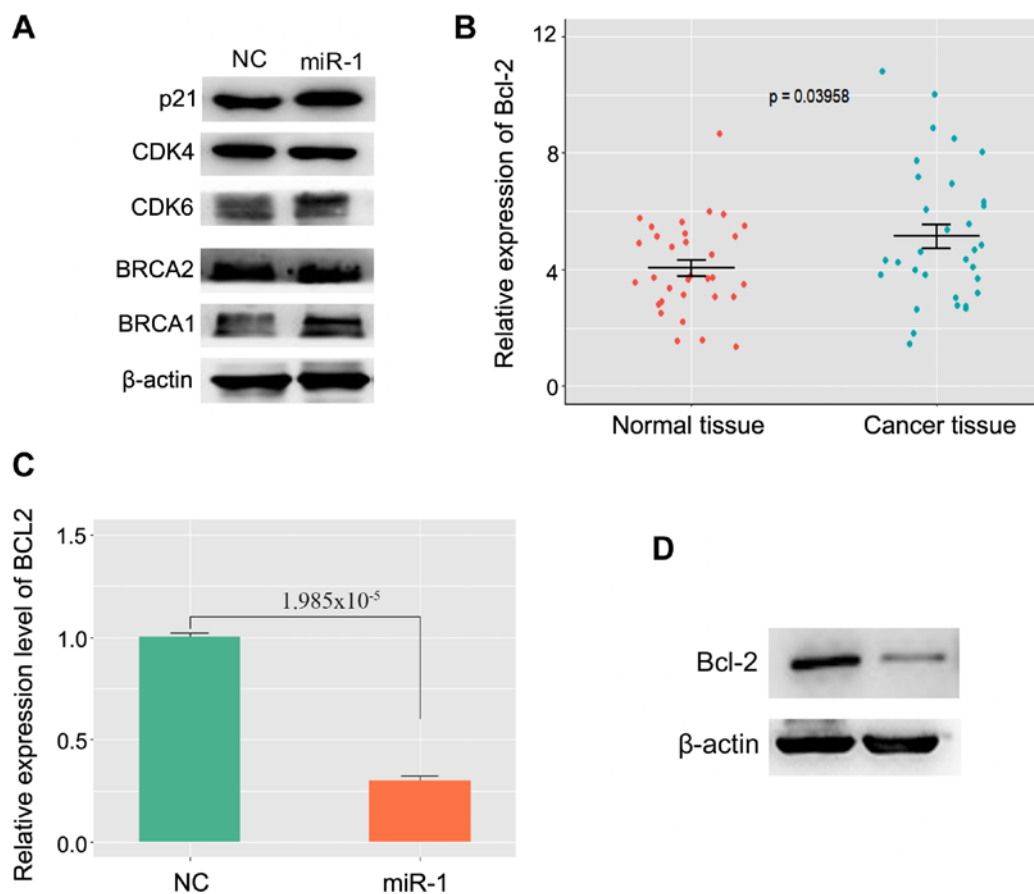 A
NC miR-1
p21
CDK4
CDK6
BRCA2
BRCA1
β-actin
B
Relative expression of Bcl-2
12
8
4
0
p = 0.03958
Normal tissue Cancer tissue
C
Relative expression level of BCL2
1.5
1.0
0.5
0.0
1.985x10⁻⁵
NC miR-1
D
Bcl-2
β-actin